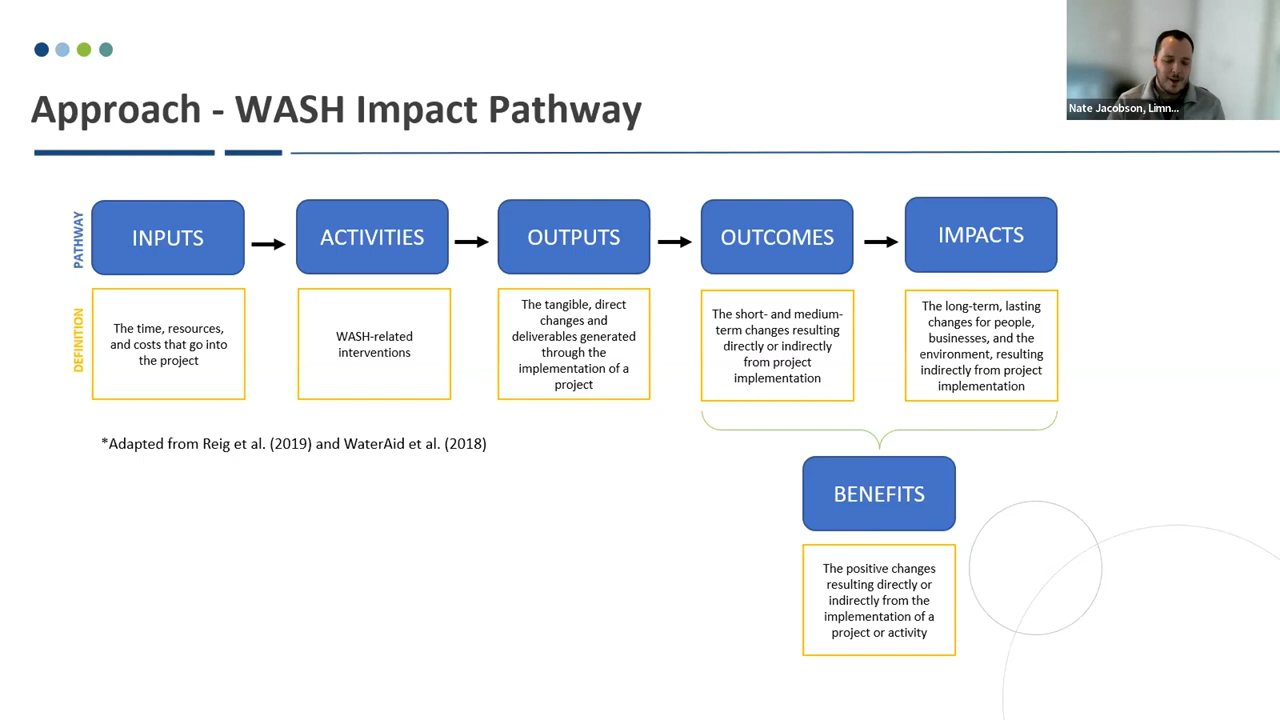 Nate Jacobson, Limn...
Approach - WASH Impact Pathway
PATHWAY
INPUTS
ACTIVITIES
OUTPUTS
OUTCOMES
IMPACTS
DEFINITION
The time, resources,
and costs that go into
the project
WASH-related
interventions
The tangible, direct
changes and
deliverables generated
through the
implementation of a
project
The short- and medium-
term changes resulting
directly or indirectly
from project
implementation
The long-term, lasting
changes for people,
businesses, and the
environment, resulting
indirectly from project
implementation
*Adapted from Reig et al. (2019) and WaterAid et al. (2018)
BENEFITS
The positive changes
resulting directly or
indirectly from the
implementation of a
project or activity